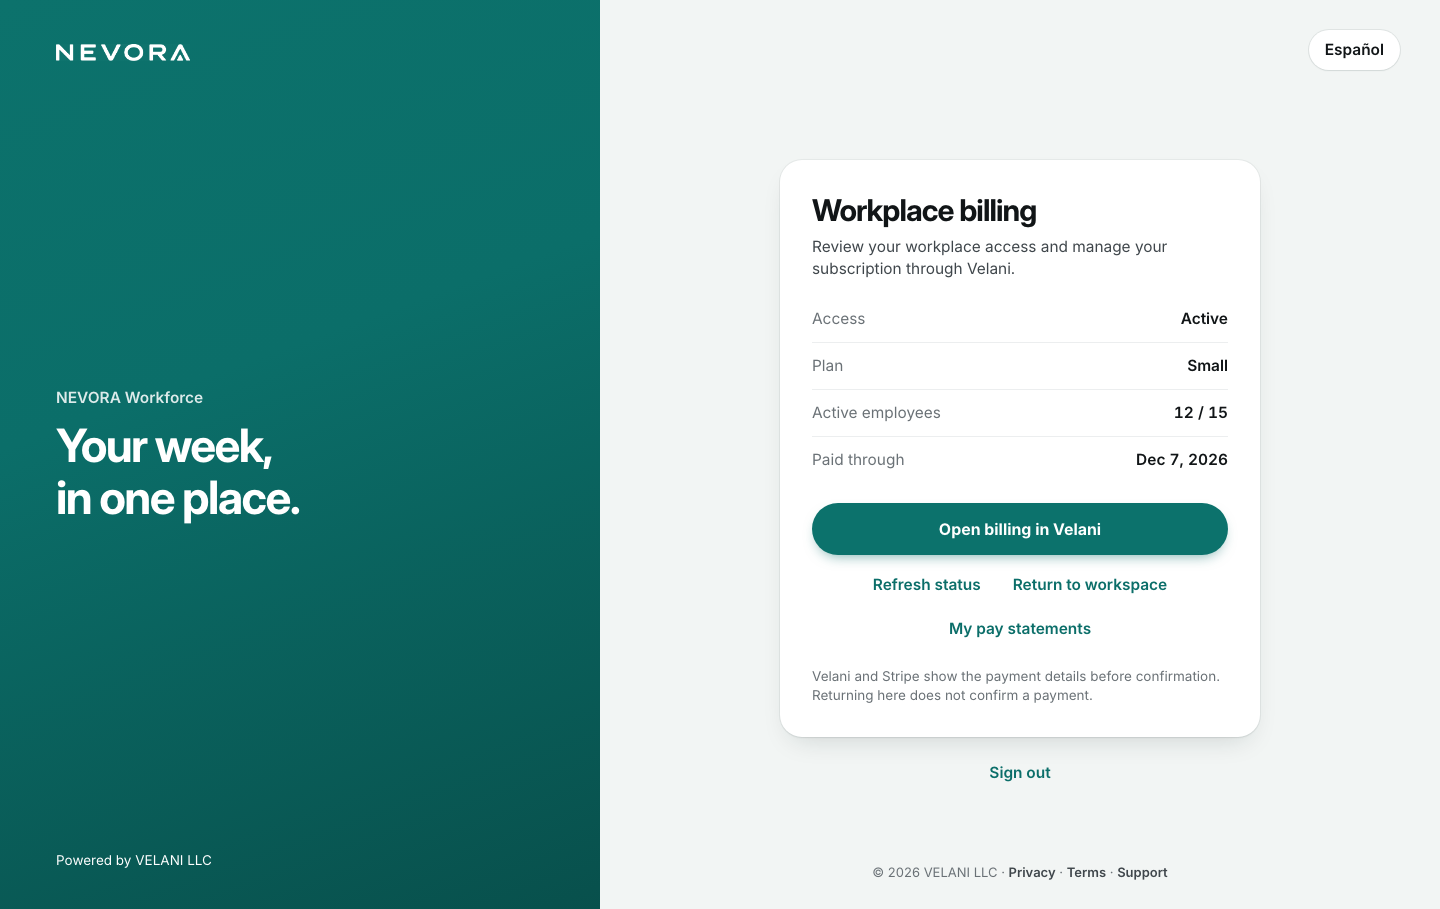 NEVORA
Español
NEVORA Workforce
Your week,
in one place.
Powered by VELANI LLC
Workplace billing
Review your workplace access and manage your
subscription through Velani.
Access Active
Plan Small
Active employees 12 / 15
Paid through Dec 7, 2026
Open billing in Velani
Refresh status Return to workspace
My pay statements
Velani and Stripe show the payment details before confirmation.
Returning here does not confirm a payment.
Sign out
© 2026 VELANI LLC · Privacy · Terms · Support